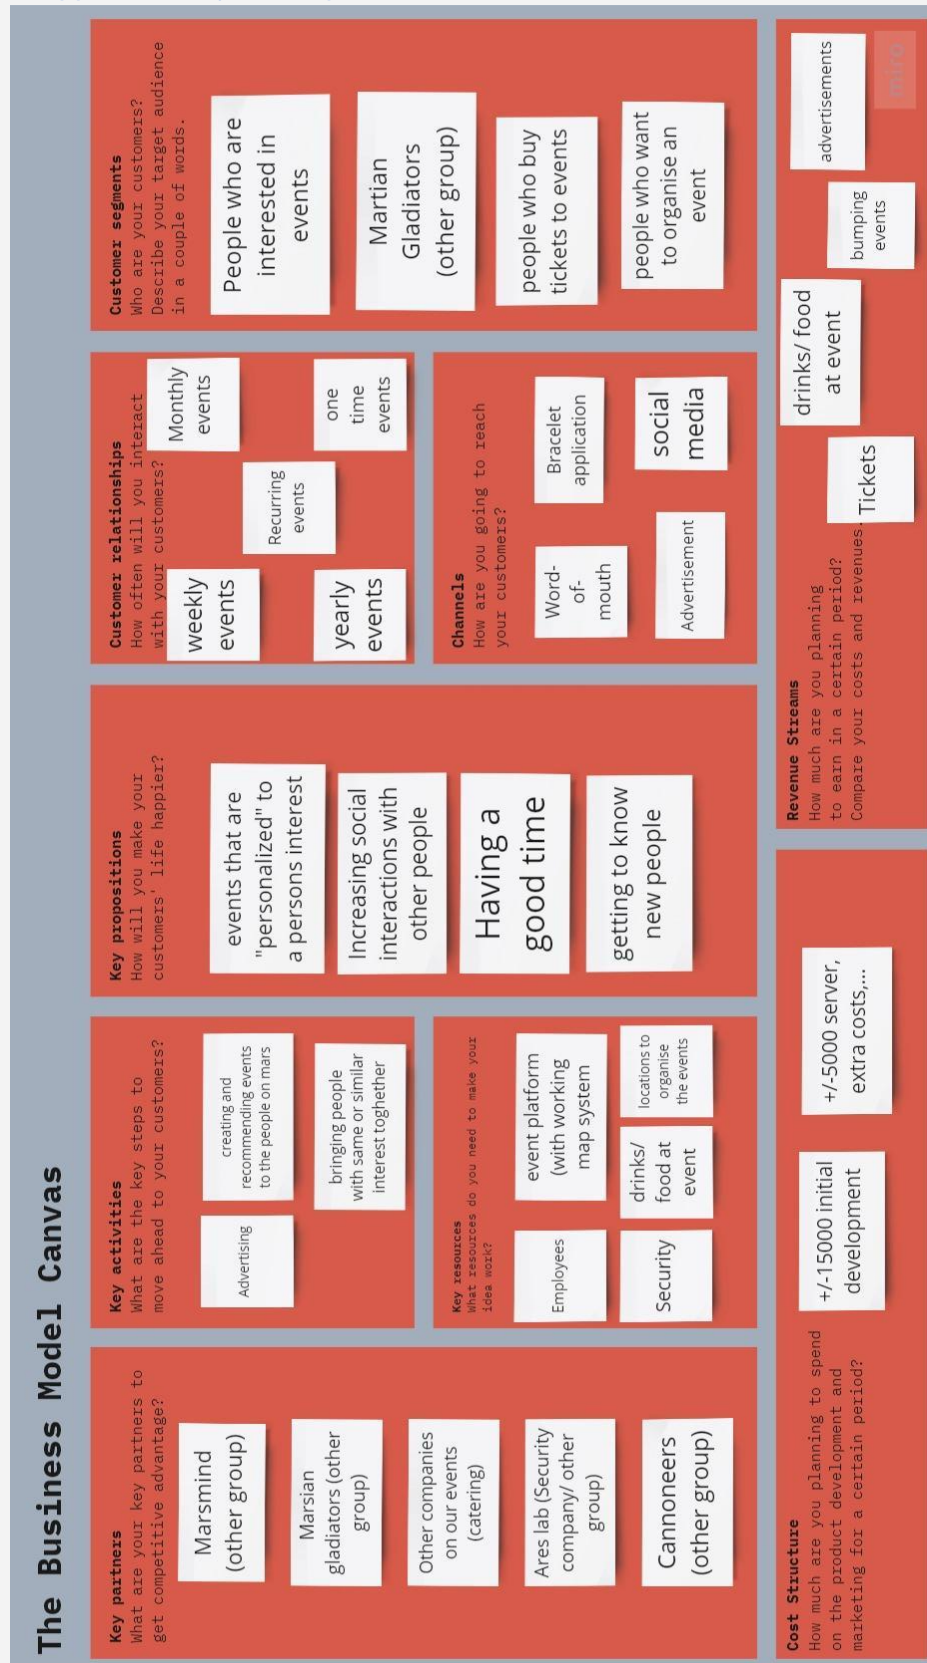 The Business Model Canvas
Key partners
What are your key partners to
get competitive advantage?
Marsmind
(other group)
Marsian
gladiators (other
group)
Other companies
on our events
(catering)
Ares lab (Security
company/ other
group)
Cannoneers
(other group)
Key activities
What are the key steps to
move ahead to your customers?
Advertising
creating and
recommending events
to the people on mars
bringing people
with same or similar
interest toghether
Key resources
What resources do you need to make your
idea work?
Employees
event platform
(with working
map system
Security
drinks/
food at
event
locations to
organise
the events
Key propositions
How will you make your
customers' life happier?
events that are
"personalized" to
a persons interest
Increasing social
interactions with
other people
Having a
good time
getting to know
new people
Customer relationships
How often will you interact
with your customers?
weekly
events
Monthly
events
Recurring
events
yearly
events
one
time
events
Channels
How are you going to reach
your customers?
Word-
of-
mouth
Bracelet
application
Advertisement
social
media
Customer segments
Who are your customers?
Describe your target audience
in a couple of words.
People who are
interested in
events
Martian
Gladiators
(other group)
people who buy
tickets to events
people who want
to organise an
event
Cost Structure
How much are you planning to spend
on the product development and
marketing for a certain period?
+/-15000 initial
development
+/-5000 server,
extra costs,...
Revenue Streams
How much are you planning
to earn in a certain period?
Compare your costs and revenues.
Tickets
drinks/ food
at event
bumping
events
advertisements
miro